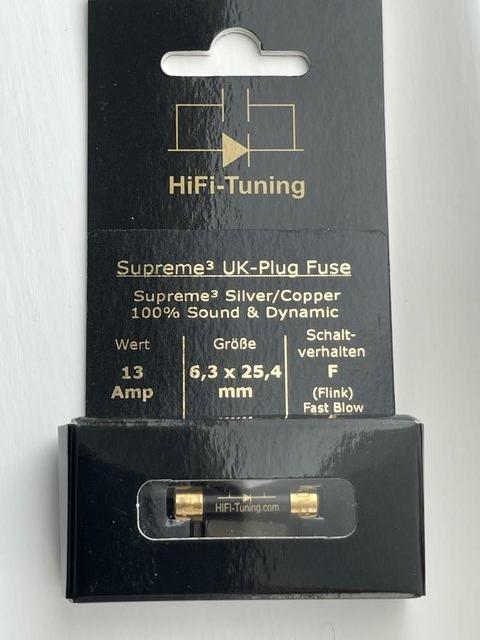 HiFi-Tuning
Supreme³ UK-Plug Fuse
Supreme³ Silver/Copper
100% Sound & Dynamic
Wert
13
Amp
Größe
6,3 x 25,4
mm
Schalt-
verhalten
F
(Flink)
Fast Blow
HIFI-Tuning.com